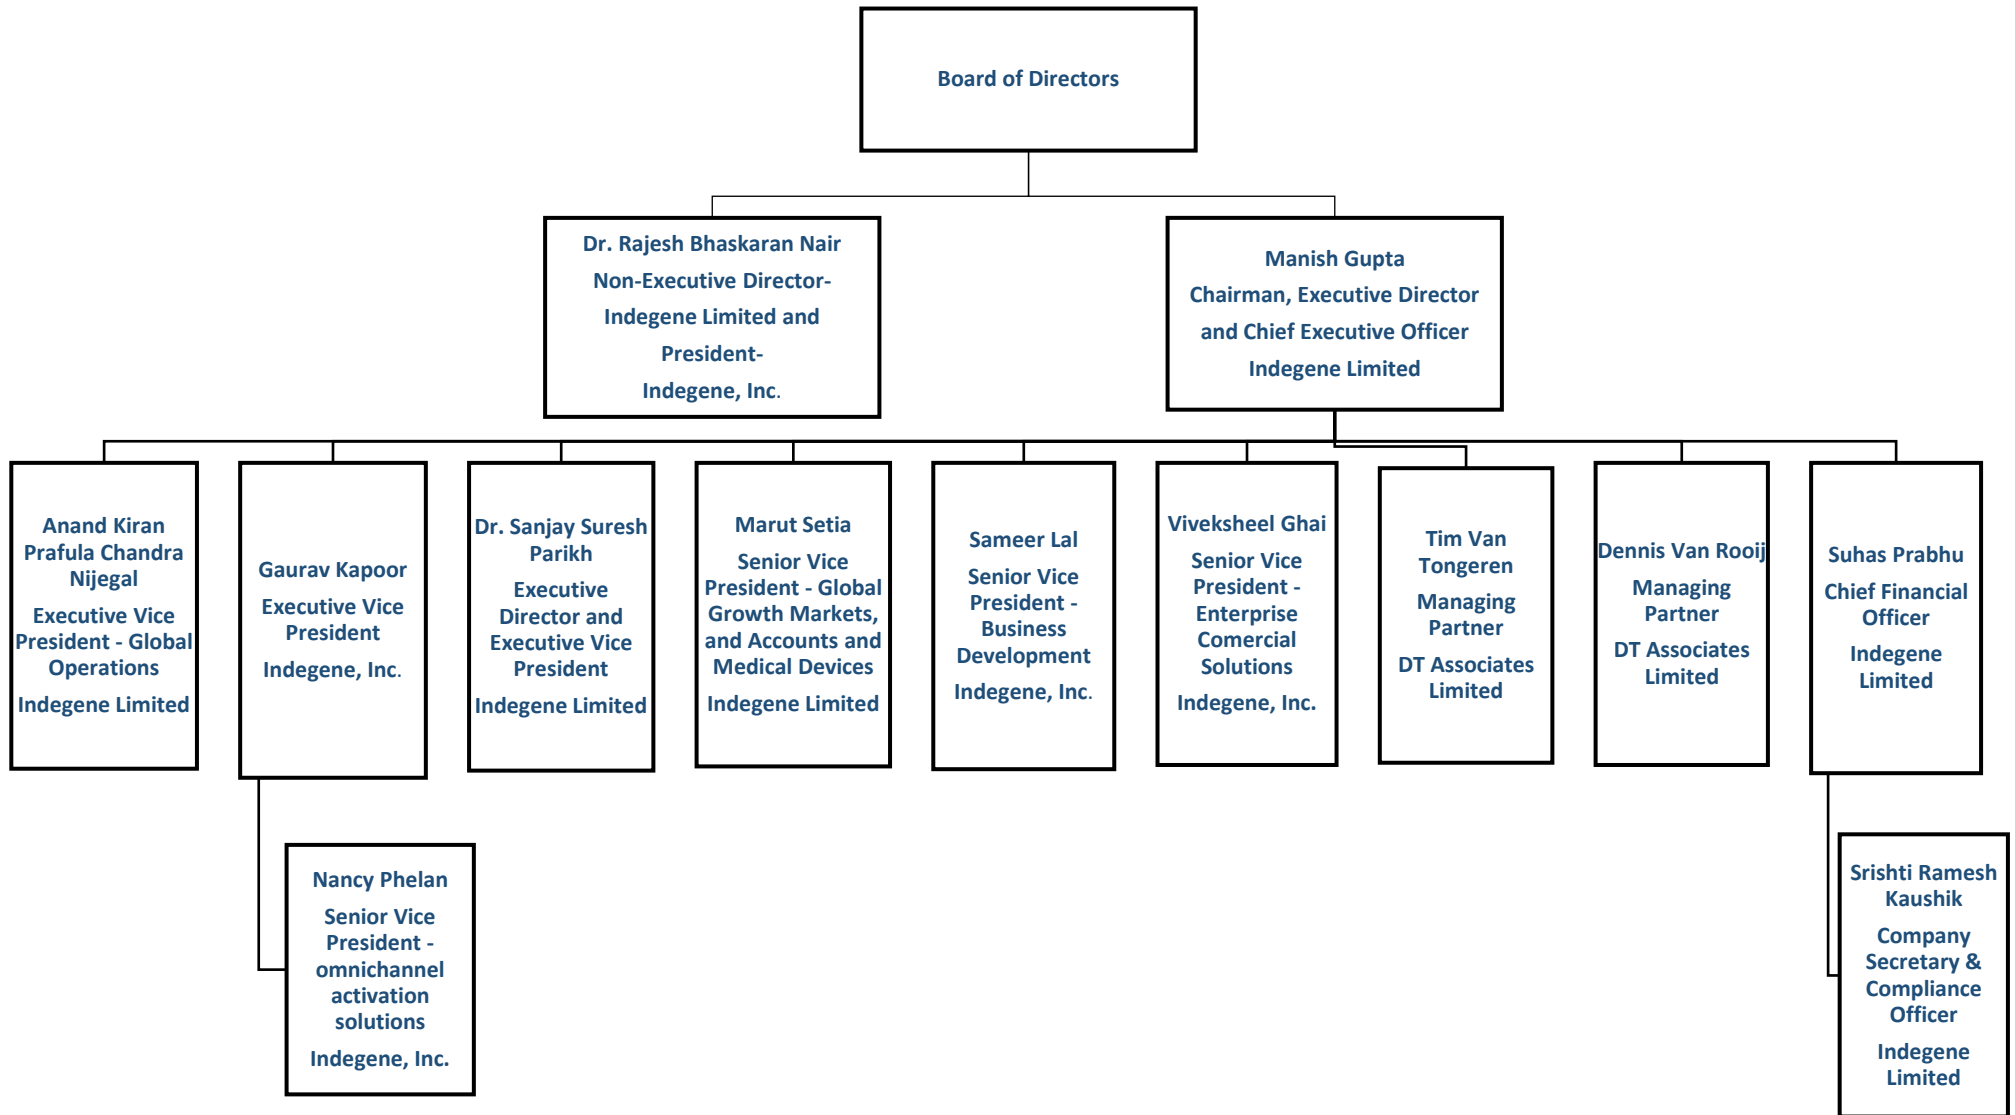 Board of Directors
Dr. Rajesh Bhaskaran Nair
Non-Executive Director-
Indegene Limited and
President-
Indegene, Inc.
Manish Gupta
Chairman, Executive Director
and Chief Executive Officer
Indegene Limited
Anand Kiran
Prafula Chandra
Nijegal
Executive Vice
President - Global
Operations
Indegene Limited
Gaurav Kapoor
Executive Vice
President
Indegene, Inc.
Dr. Sanjay Suresh
Parikh
Executive
Director and
Executive Vice
President
Indegene Limited
Marut Setia
Senior Vice
President - Global
Growth Markets,
and Accounts and
Medical Devices
Indegene Limited
Sameer Lal
Senior Vice
President -
Business
Development
Indegene, Inc.
Viveksheel Ghai
Senior Vice
President -
Enterprise
Comercial
Solutions
Indegene, Inc.
Tim Van
Tongeren
Managing
Partner
DT Associates
Limited
Dennis Van Rooij
Managing
Partner
DT Associates
Limited
Suhas Prabhu
Chief Financial
Officer
Indegene
Limited
Nancy Phelan
Senior Vice
President -
omnichannel
activation
solutions
Indegene, Inc.
Srishti Ramesh
Kaushik
Company
Secretary &
Compliance
Officer
Indegene
Limited